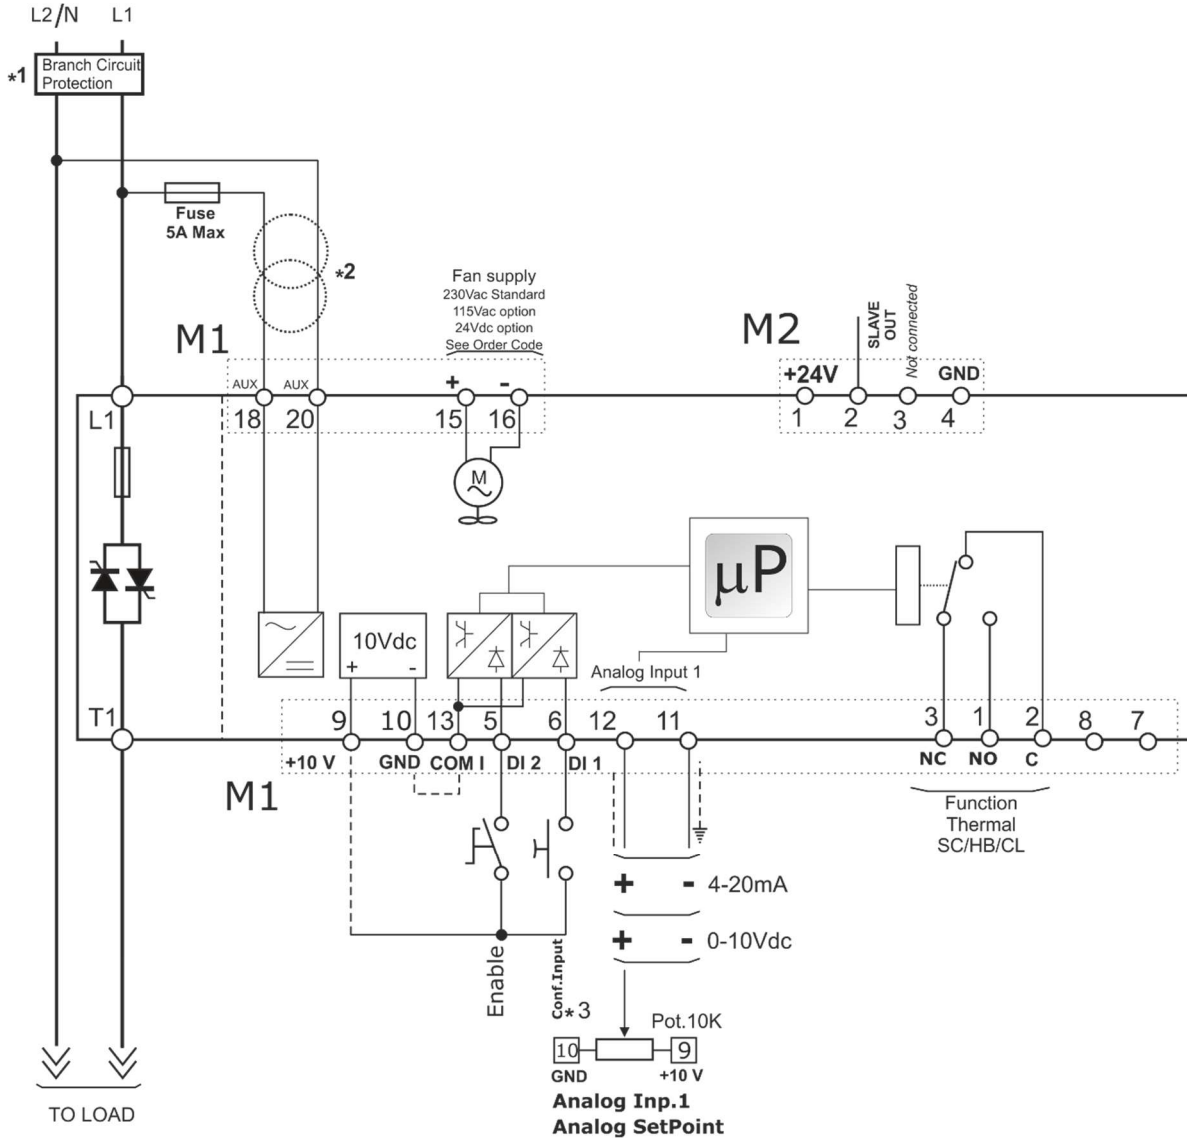 L2/N L1
*1
Branch Circuit
Protection
Fuse
5A Max
*2
Fan supply
230Vac Standard
115Vac option
24Vdc option
See Order Code
M1
M2
SLAVE
OUT
Not connected
AUX AUX
+ -
+24V
GND
L1
18 20 15 16
1 2 3 4
M
µP
10Vdc
+ -
Analog Input 1
T1
9 10 13 5 6 12 11 3 1 2 8 7
+10 V GND COM I DI 2 DI 1 NC NO C
M1
Function
Thermal
SC/HB/CL
+ - 4-20mA
+ - 0-10Vdc
Enable
Conf.Input
*3
Pot.10K
10 9
GND +10 V
Analog Inp.1
Analog SetPoint
TO LOAD